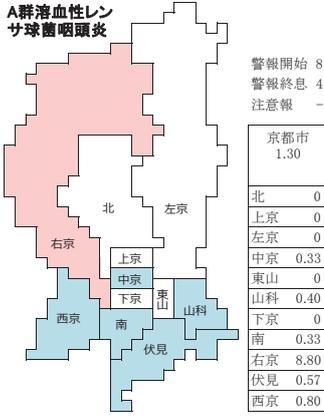 A群溶血性レン
サ球菌咽頭炎
警報開始 8
警報終息 4
注意報 -
京都市
1.30
北 0
上京 0
左京 0
中京 0.33
東山 0
山科 0.40
下京 0
南 0.33
右京 8.80
伏見 0.57
西京 0.80
北
左京
右京
上京
中京
下京
東山
山科
西京
南
伏見